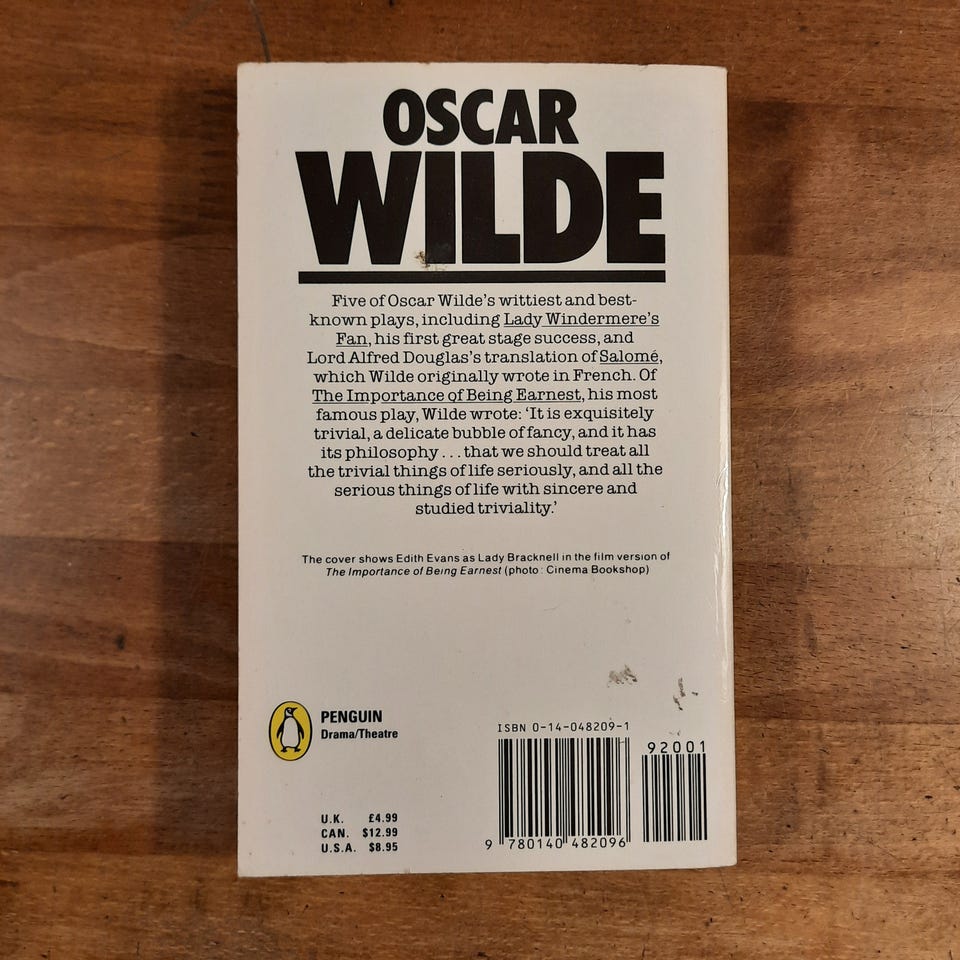 OSCAR
WILDE
Five of Oscar Wilde's wittiest and best-
known plays, including Lady Windermere's
Fan, his first great stage success, and
Lord Alfred Douglas's translation of Salomé,
which Wilde originally wrote in French. Of
The Importance of Being Earnest, his most
famous play, Wilde wrote: 'It is exquisitely
trivial, a delicate bubble of fancy, and it has
its philosophy . . . that we should treat all
the trivial things of life seriously, and all the
serious things of life with sincere and
studied triviality.'
The cover shows Edith Evans as Lady Bracknell in the film version of
The Importance of Being Earnest (photo: Cinema Bookshop)
PENGUIN
Drama/Theatre
ISBN 0-14-048209-1
92001
9 780140 482096
U.K. £4.99
CAN. $12.99
U.S.A. $8.95